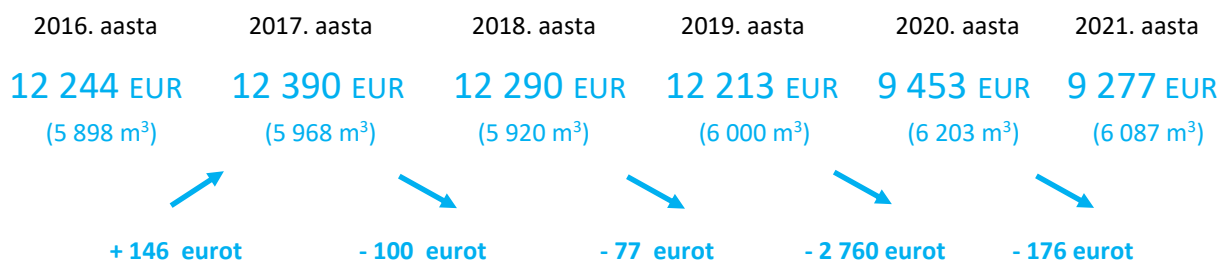 2016. aasta 2017. aasta 2018. aasta 2019. aasta 2020. aasta 2021. aasta
12 244 EUR 12 390 EUR 12 290 EUR 12 213 EUR 9 453 EUR 9 277 EUR
(5 898 m³) (5 968 m³) (5 920 m³) (6 000 m³) (6 203 m³) (6 087 m³)
+ 146 eurot - 100 eurot - 77 eurot - 2 760 eurot - 176 eurot